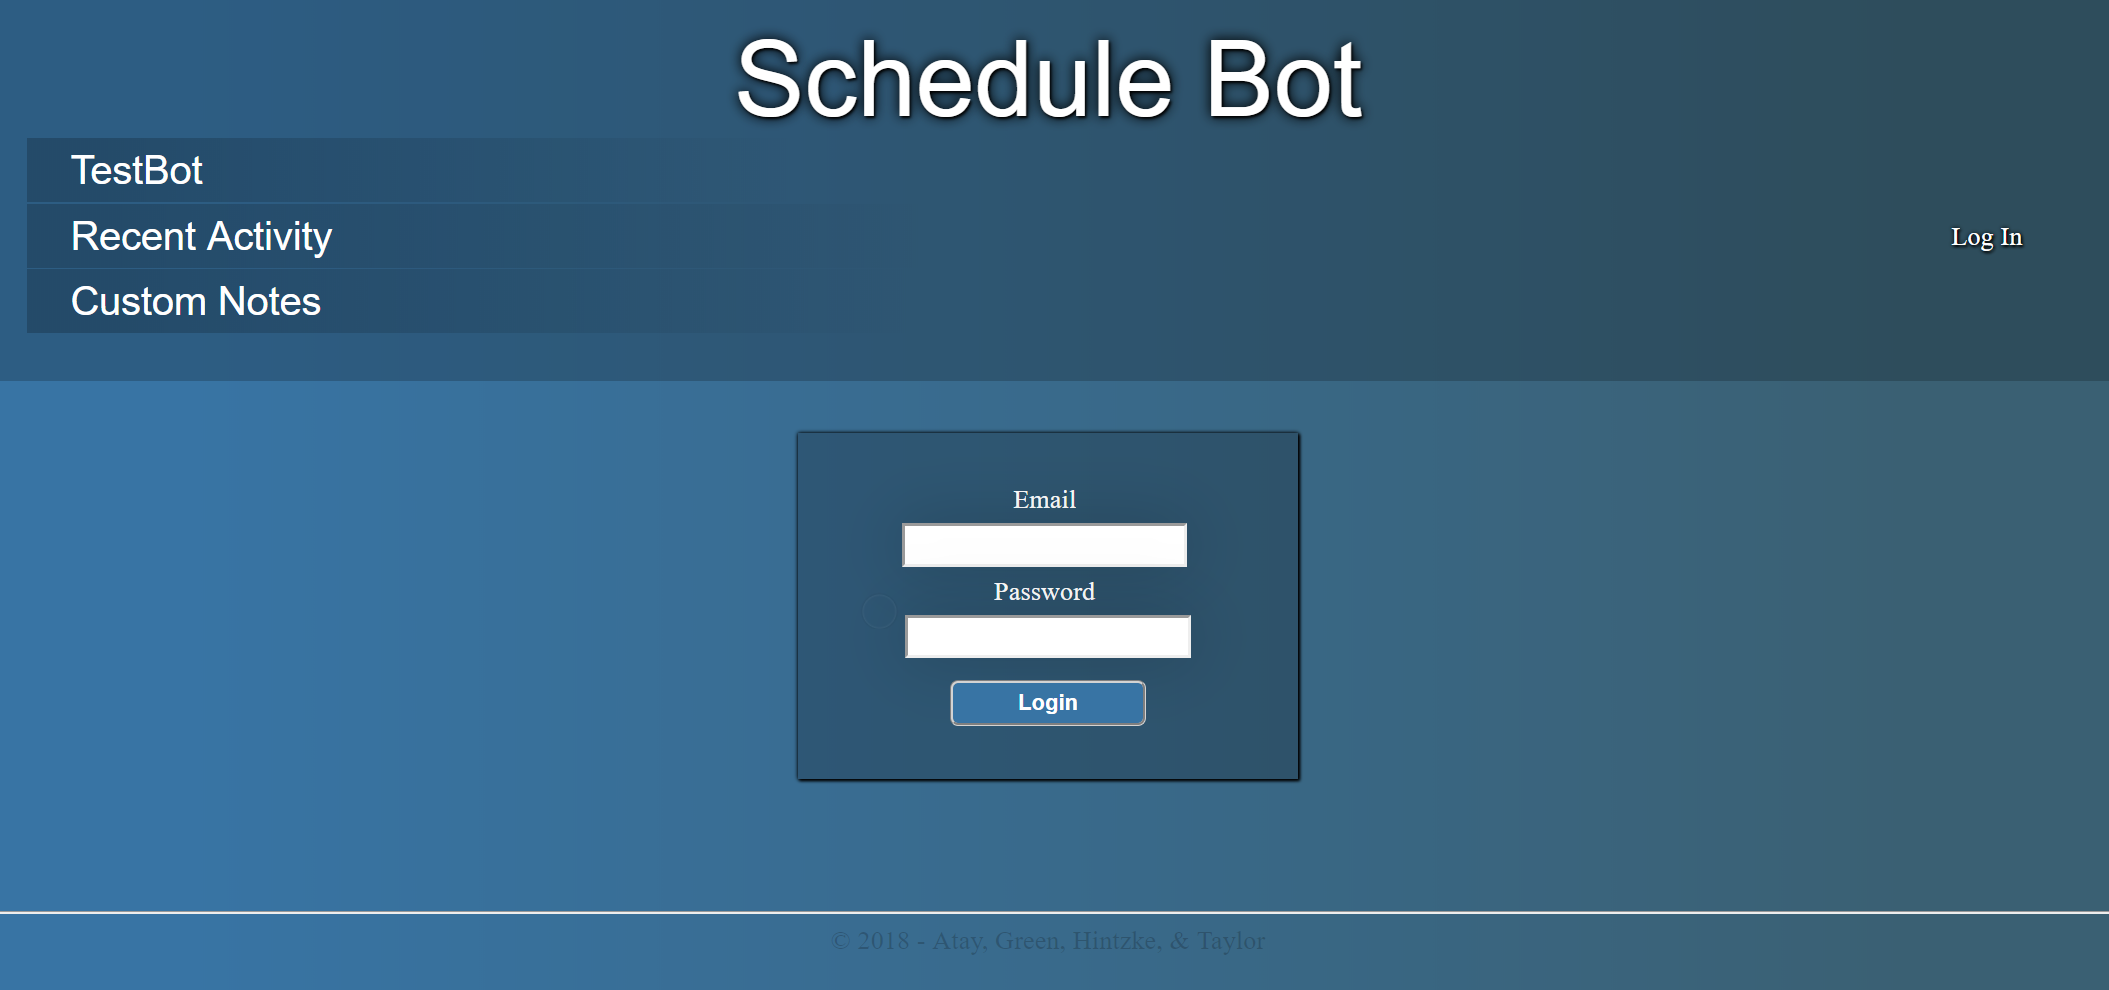 Schedule Bot
TestBot
Recent Activity
Log In
Custom Notes
Email
Password
Login
© 2018 - Atay, Green, Hintzke, & Taylor